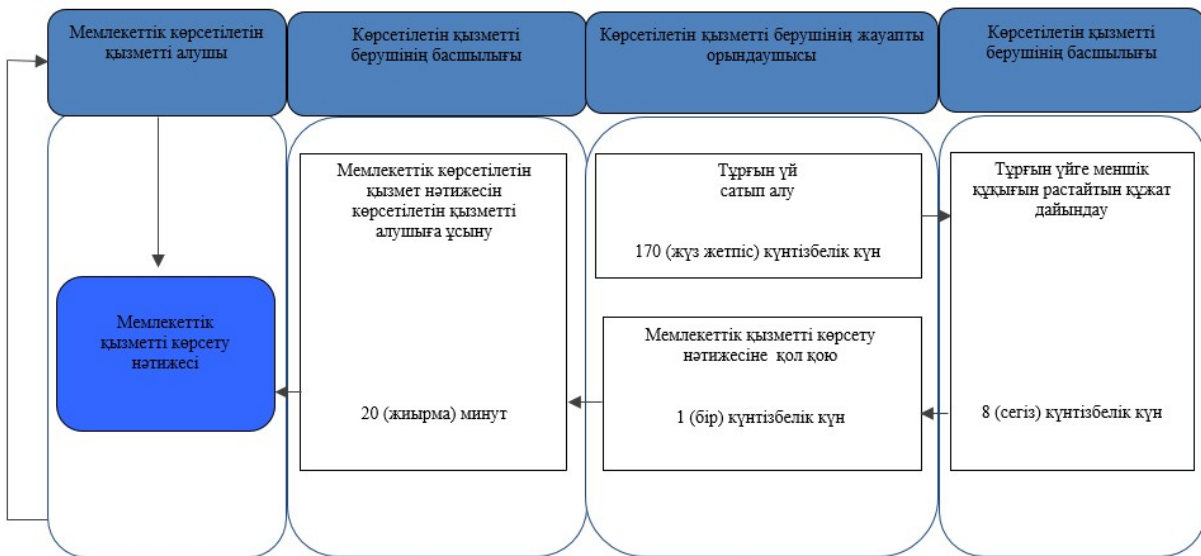 Мемлекеттік көрсетілетін
қызметті алушы
Көрсетілетін қызметті
берушінің басшылығы
Көрсетілетін қызметті берушінің жауапты
орындаушысы
Көрсетілетін қызметті
берушінің басшылығы
Мемлекеттік
қызметті көрсету
нәтижесі
Мемлекеттік көрсетілетін
қызмет нәтижесін
көрсетілетін қызметті
алушыға ұсыну
20 (жиырма) минут
Тұрғын үй
сатып алу
170 (жүз жетпіс) күнтізбелік күн
Мемлекеттік қызметті көрсету
нәтижесіне қол қою
1 (бір) күнтізбелік күн
Тұрғын үйге меншік
құқығын растайтын құжат
дайындау
8 (сегіз) күнтізбелік күн